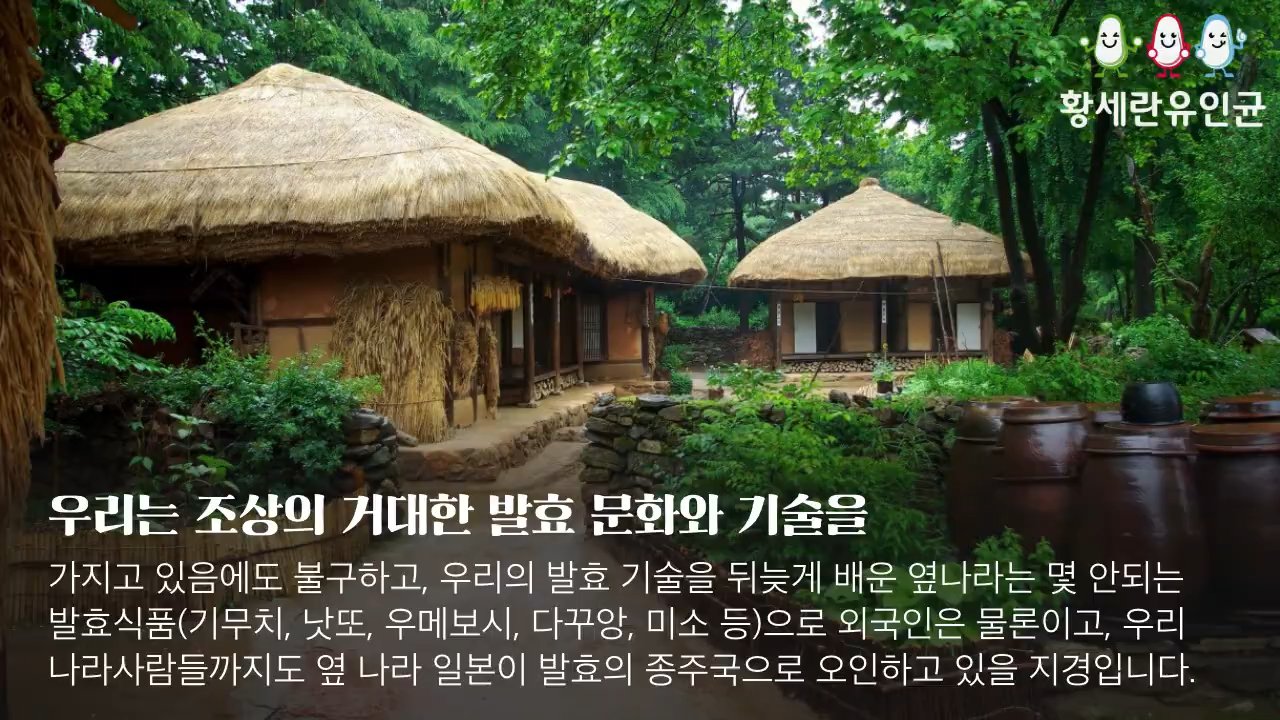 황세란유인균
우리는 조상의 거대한 발효 문화와 기술을
가지고 있음에도 불구하고, 우리의 발효 기술을 뒤늦게 배운 옆나라는 몇 안되는
발효식품(기무치, 낫또, 우메보시, 다꾸앙, 미소 등)으로 외국인은 물론이고, 우리
나라사람들까지도 옆 나라 일본이 발효의 종주국으로 오인하고 있을 지경입니다.